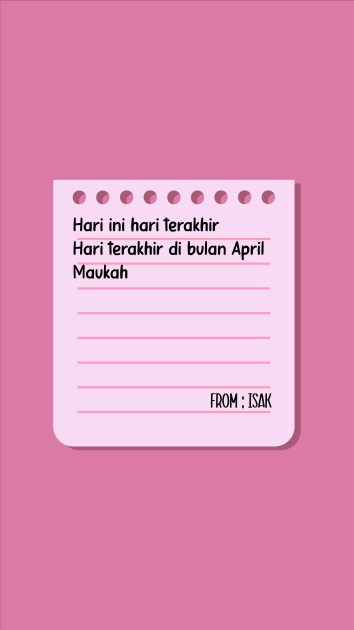 Hari ini hari terakhir
Hari terakhir di bulan April
Maukah
FROM : ISAK